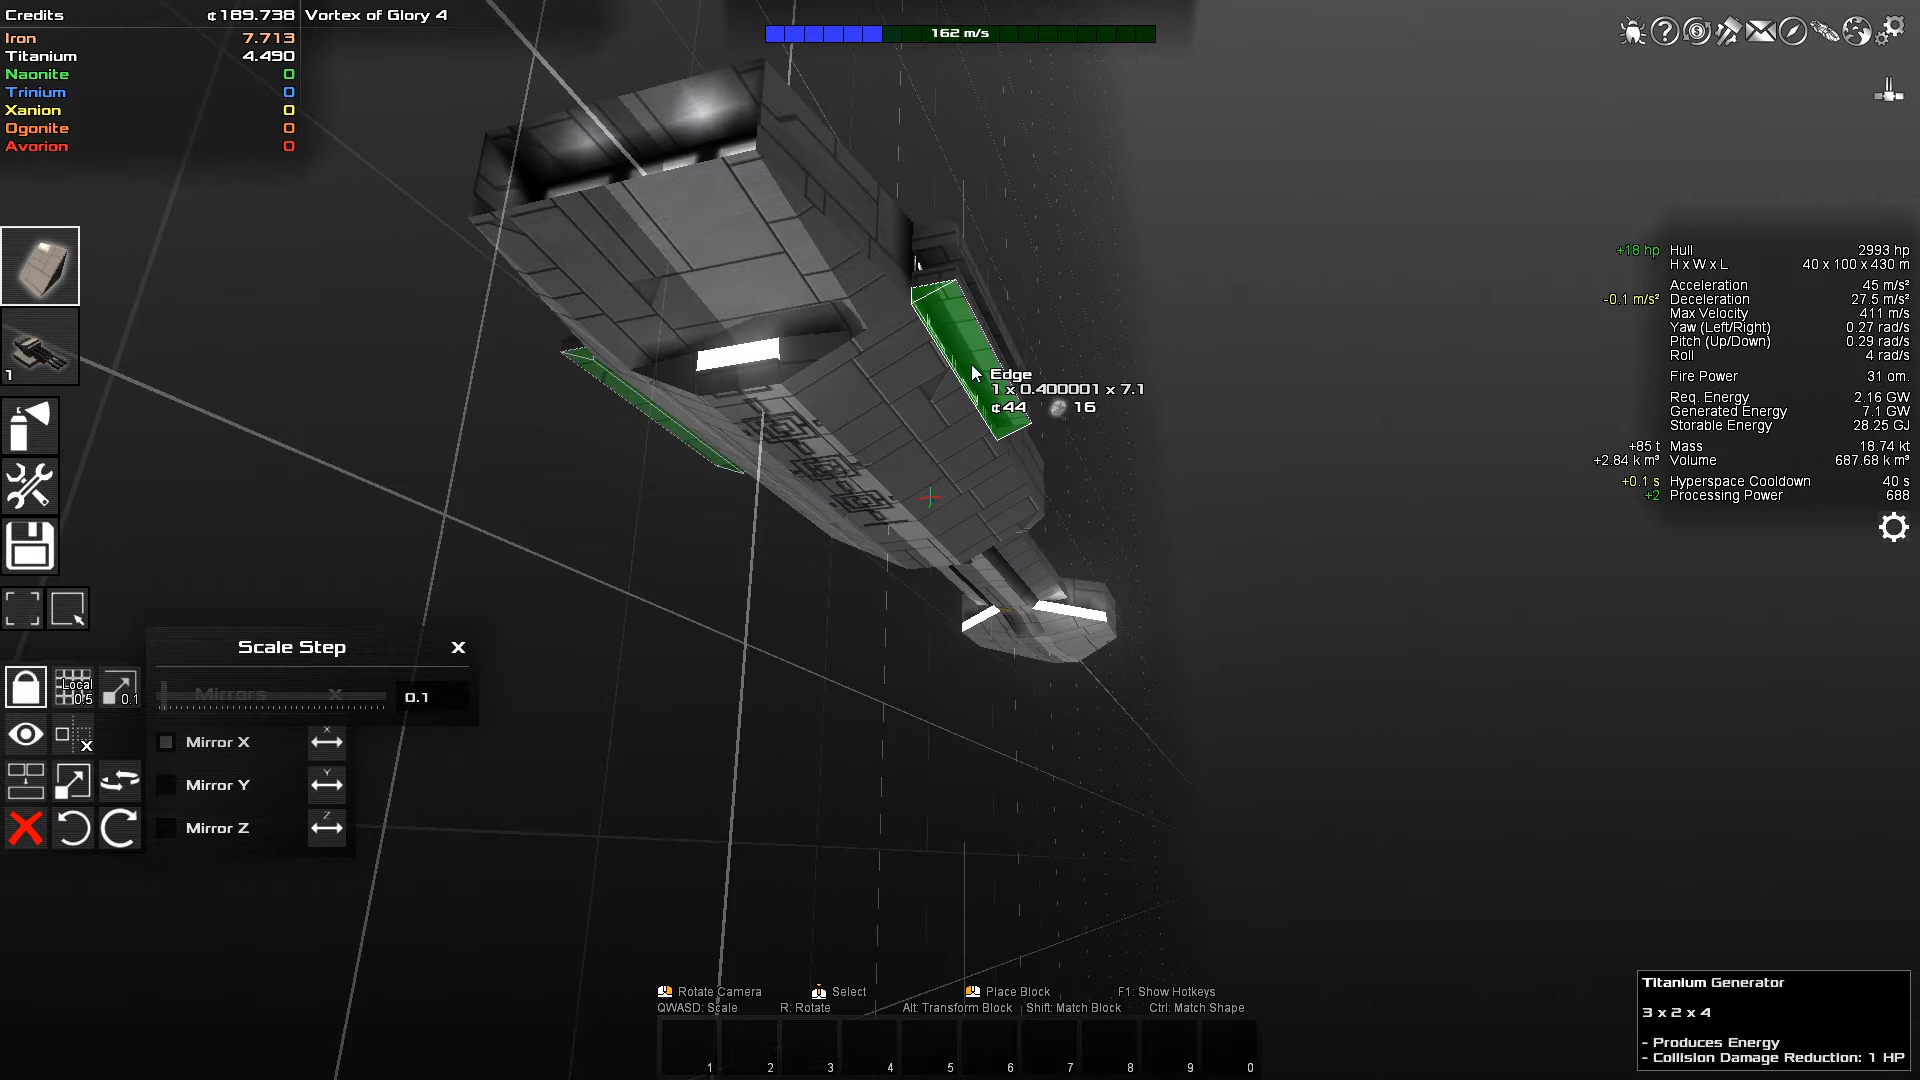 Credits ¢189.738 Vortex of Glory 4
Iron 7.713
Titanium 4.490
Naonite 0
Trinium 0
Xanion 0
Ogonite 0
Avorion 0
162 m/s
1
+18 hp Hull 2993 hp
H x W x L 40 x 100 x 430 m
Acceleration 45 m/s²
-0.1 m/s² Deceleration 27.5 m/s²
Max Velocity 411 m/s
Yaw (Left/Right) 0.27 rad/s
Pitch (Up/Down) 0.29 rad/s
Roll 4 rad/s
Fire Power 31 om.
Req. Energy 2.16 GW
Generated Energy 7.1 GW
Storable Energy 28.25 GJ
+85 t Mass 18.74 kt
+2.84 k m³ Volume 687.68 k m³
+0.1 s Hyperspace Cooldown 40 s
+2 Processing Power 688
Edge
1 x 0.400001 x 7.1
¢44 16
Scale Step X
Local
0.5
0.1
Mirrors X
0.1
X
Mirror X X
Mirror Y Y
Mirror Z Z
Rotate Camera Select Place Block F1: Show Hotkeys
QWASD: Scale R: Rotate Alt: Transform Block Shift: Match Block Ctrl: Match Shape
1 2 3 4 5 6 7 8 9 0
Titanium Generator
3 x 2 x 4
- Produces Energy
- Collision Damage Reduction: 1 HP